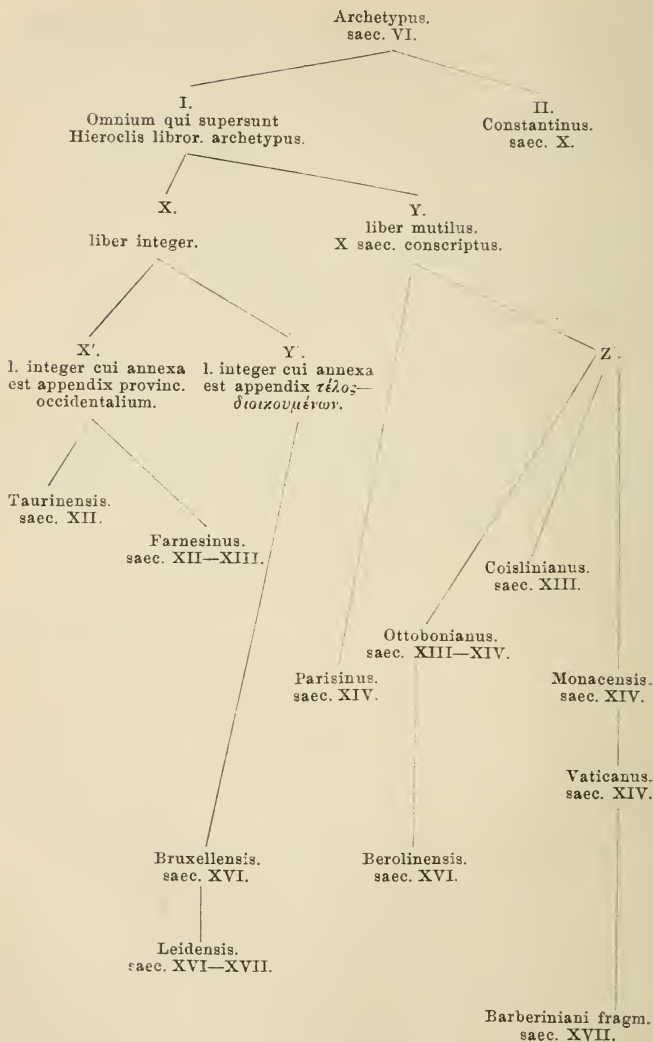 Archetypus.
saec. VI.
I.
Omnium qui supersunt
Hieroclis libror. archetypus.
II.
Constantinus.
saec. X.
X.
liber integer.
Y.
liber mutilus.
X saec. conscriptus.
X'.
l. integer cui annexa
est appendix provinc.
occidentalium.
Y'.
l. integer cui annexa
est appendix τέλος—
διοικουμένων.
Z.
Taurinensis.
saec. XII.
Farnesinus.
saec. XII—XIII.
Coislinianus.
saec. XIII.
Ottobonianus.
saec. XIII—XIV.
Parisinus.
saec. XIV.
Monacensis.
saec. XIV.
Vaticanus.
saec. XIV.
Bruxellensis.
saec. XVI.
Berolinensis.
saec. XVI.
Leidensis.
saec. XVI—XVII.
Barberiniani fragm.
saec. XVII.